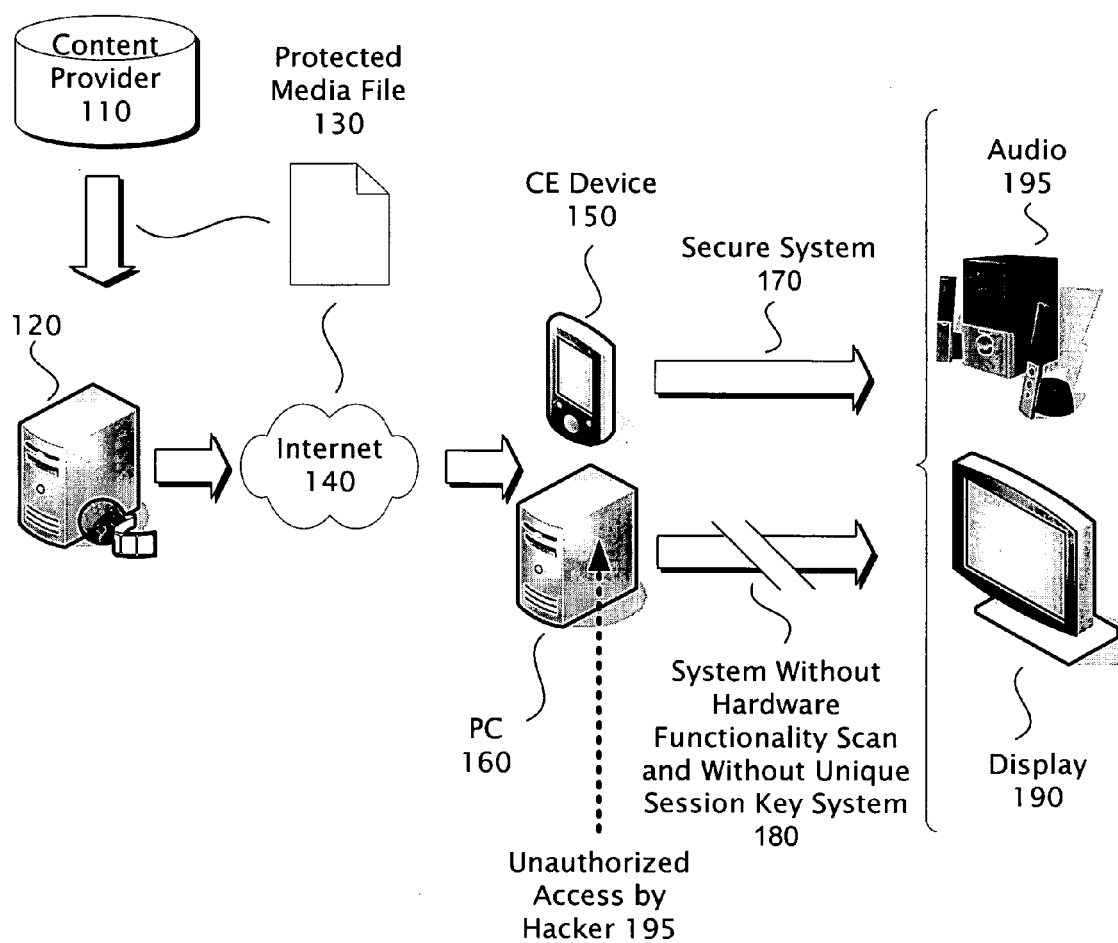 Content
Provider
110
Protected
Media File
130
CE Device
150
Audio
195
Secure System
170
120
Internet
140
PC
160
System Without
Hardware
Functionality Scan
and Without Unique
Session Key System
180
Display
190
Unauthorized
Access by
Hacker 195